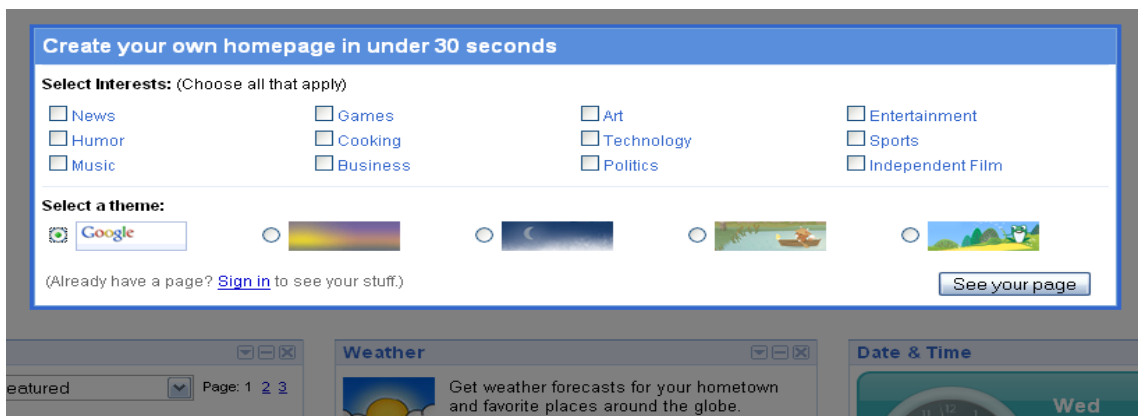 Create your own homepage in under 30 seconds
Select Interests: (Choose all that apply)
News Games Art Entertainment
Humor Cooking Technology Sports
Music Business Politics Independent Film
Select a theme:
Google
(Already have a page? Sign in to see your stuff.) See your page
Weather Date & Time
eatured Page: 1 2 3 Get weather forecasts for your hometown
and favorite places around the globe. Wed
11 12